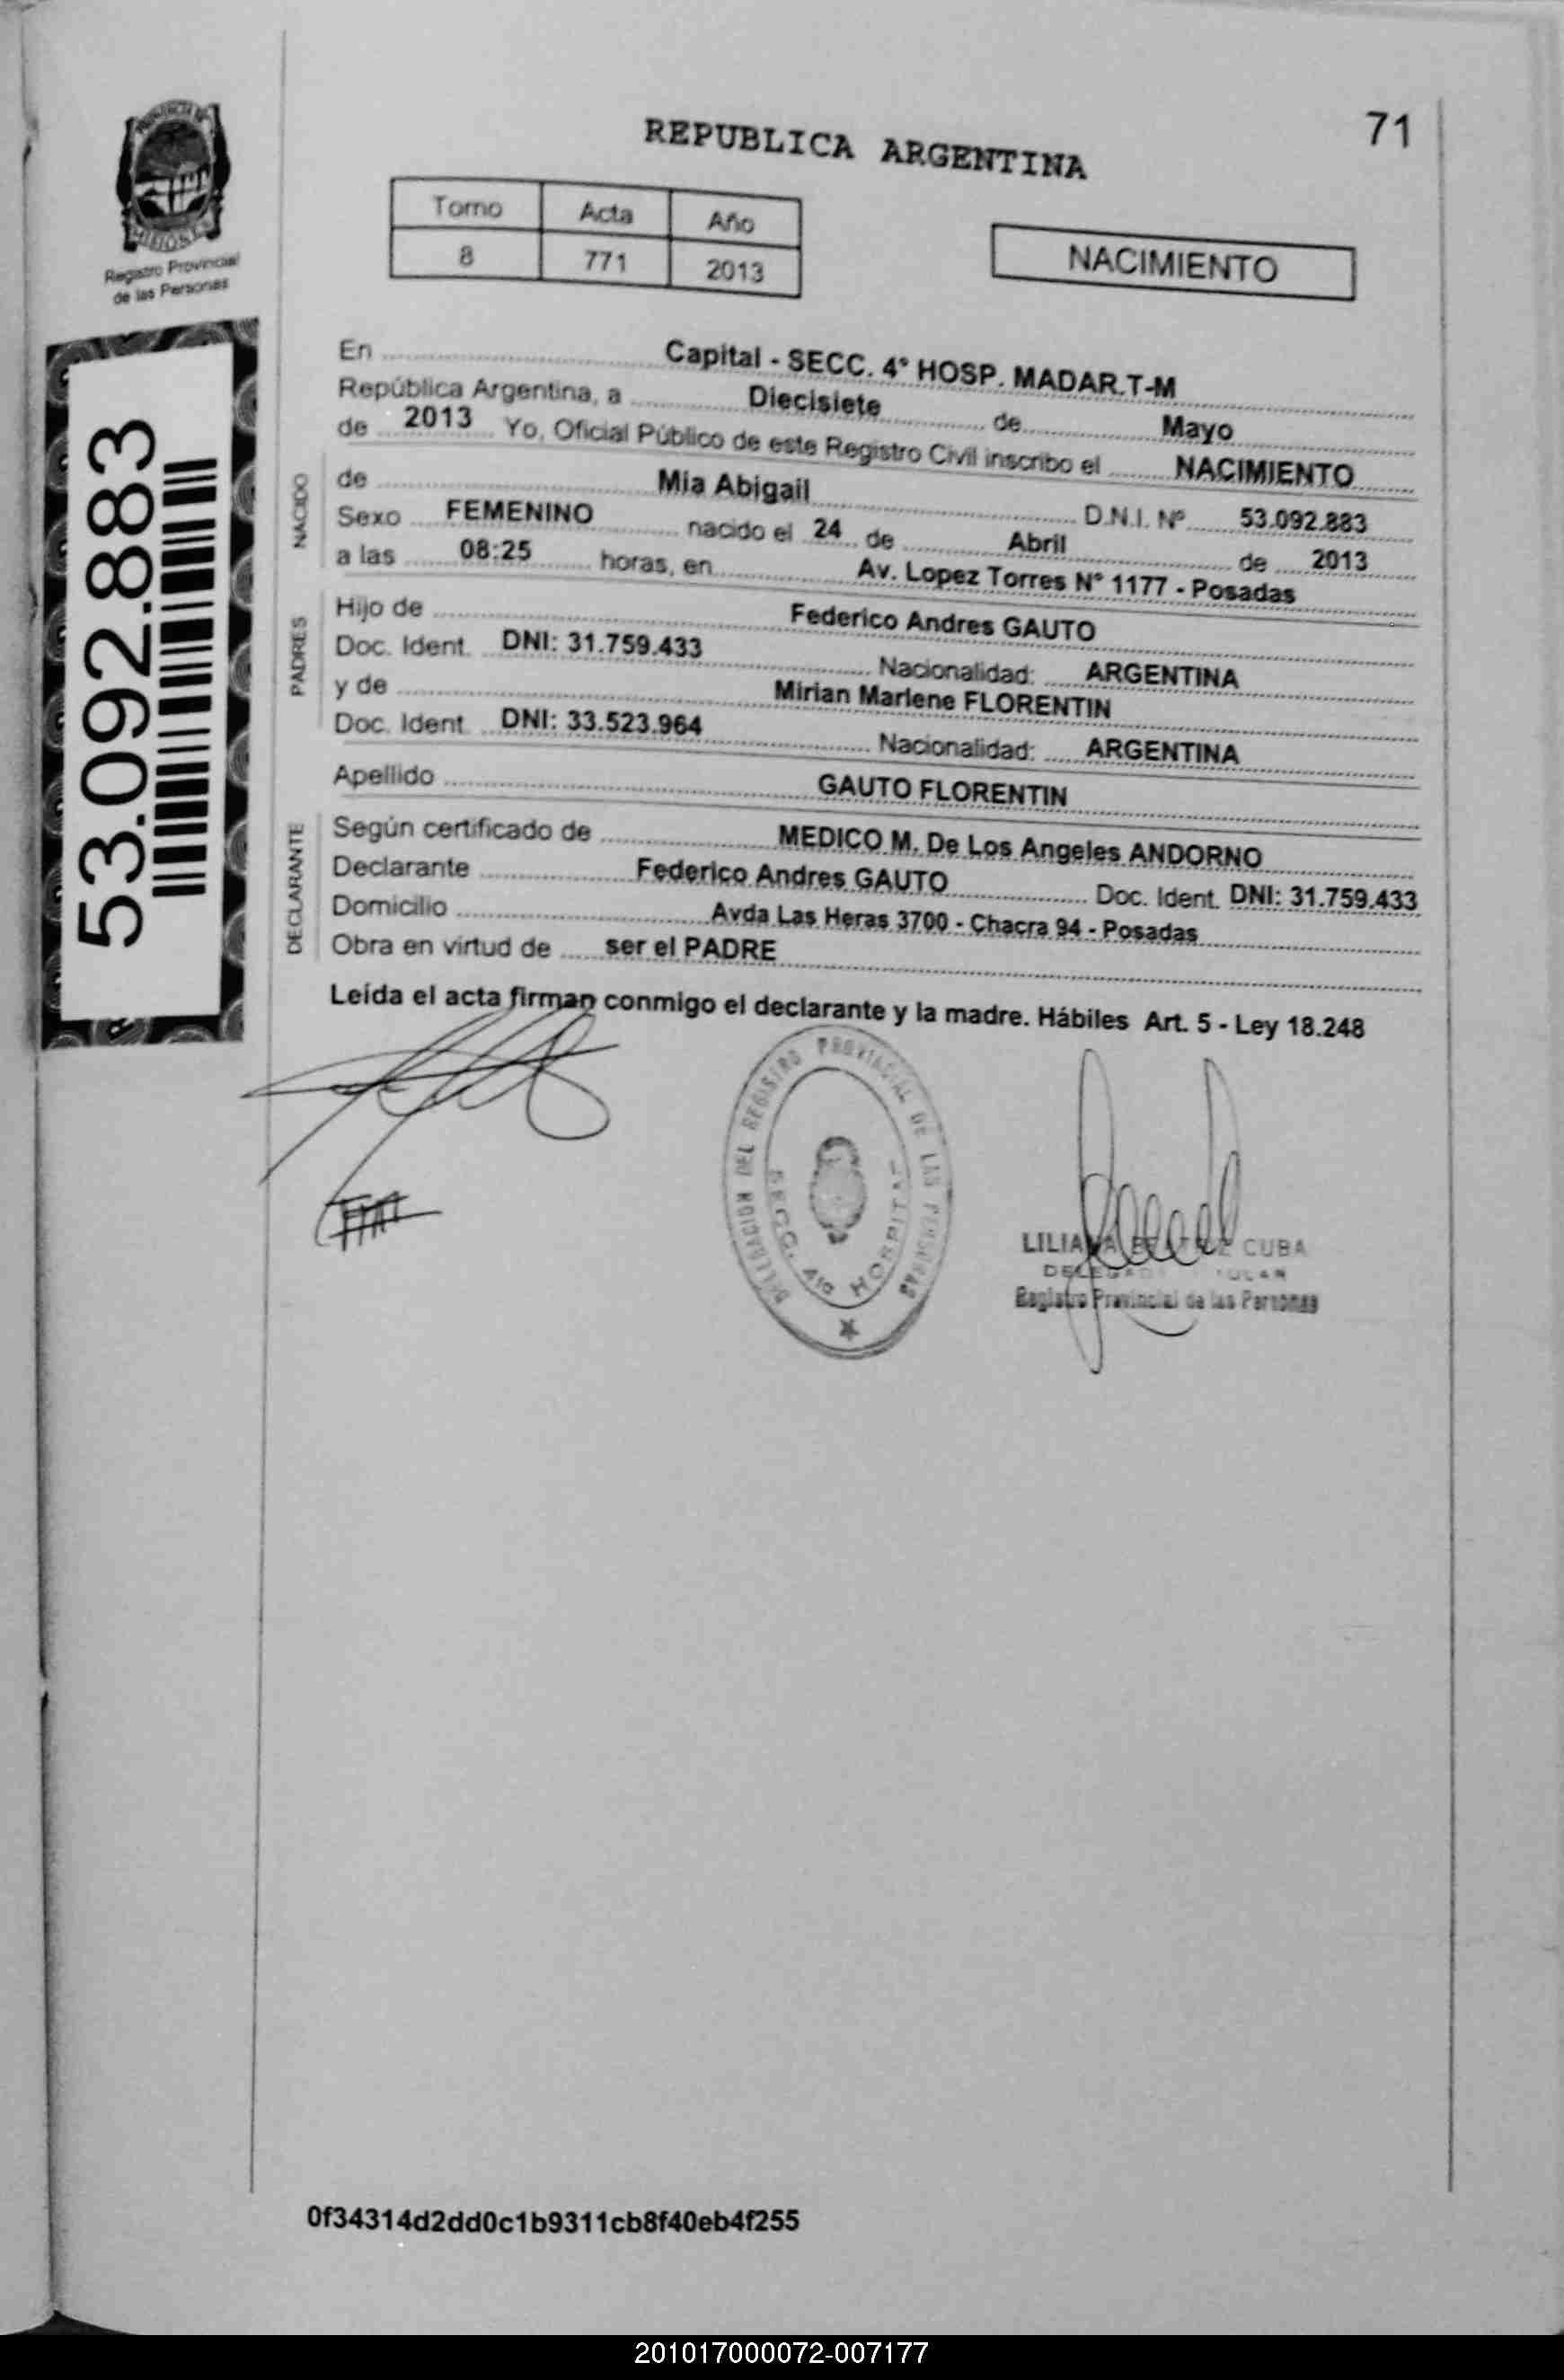 71
REPUBLICA ARGENTINA
Tomo Acta Año
8 771 2013
NACIMIENTO
PROVINCIA DE
MISIONES
Registro Provincial
de las Personas
53.092.883
En Capital - SECC. 4° HOSP. MADAR.T-M
República Argentina, a Diecisiete de Mayo
de 2013 Yo, Oficial Público de este Registro Civil inscribo el NACIMIENTO
NACIDO
de Mia Abigail D.N.I. Nº 53.092.883
Sexo FEMENINO nacido el 24 de Abril de 2013
a las 08:25 horas, en Av. Lopez Torres N° 1177 - Posadas
PADRES
Hijo de Federico Andres GAUTO
Doc. Ident. DNI: 31.759.433 Nacionalidad: ARGENTINA
y de Mirian Marlene FLORENTIN
Doc. Ident. DNI: 33.523.964 Nacionalidad: ARGENTINA
Apellido GAUTO FLORENTIN
DECLARANTE
Según certificado de MEDICO M. De Los Angeles ANDORNO
Declarante Federico Andres GAUTO Doc. Ident. DNI: 31.759.433
Domicilio Avda Las Heras 3700 - Chacra 94 - Posadas
Obra en virtud de ser el PADRE
Leída el acta firman conmigo el declarante y la madre. Hábiles Art. 5 - Ley 18.248
DELEGACION DEL REGISTRO PROVINCIAL DE LAS PERSONAS
SECC. 4ta HOSPITAL
LILIANA BEATRIZ CUBA
Registro Provincial de las Personas
0f34314d2dd0c1b9311cb8f40eb4f255
201017000072-007177